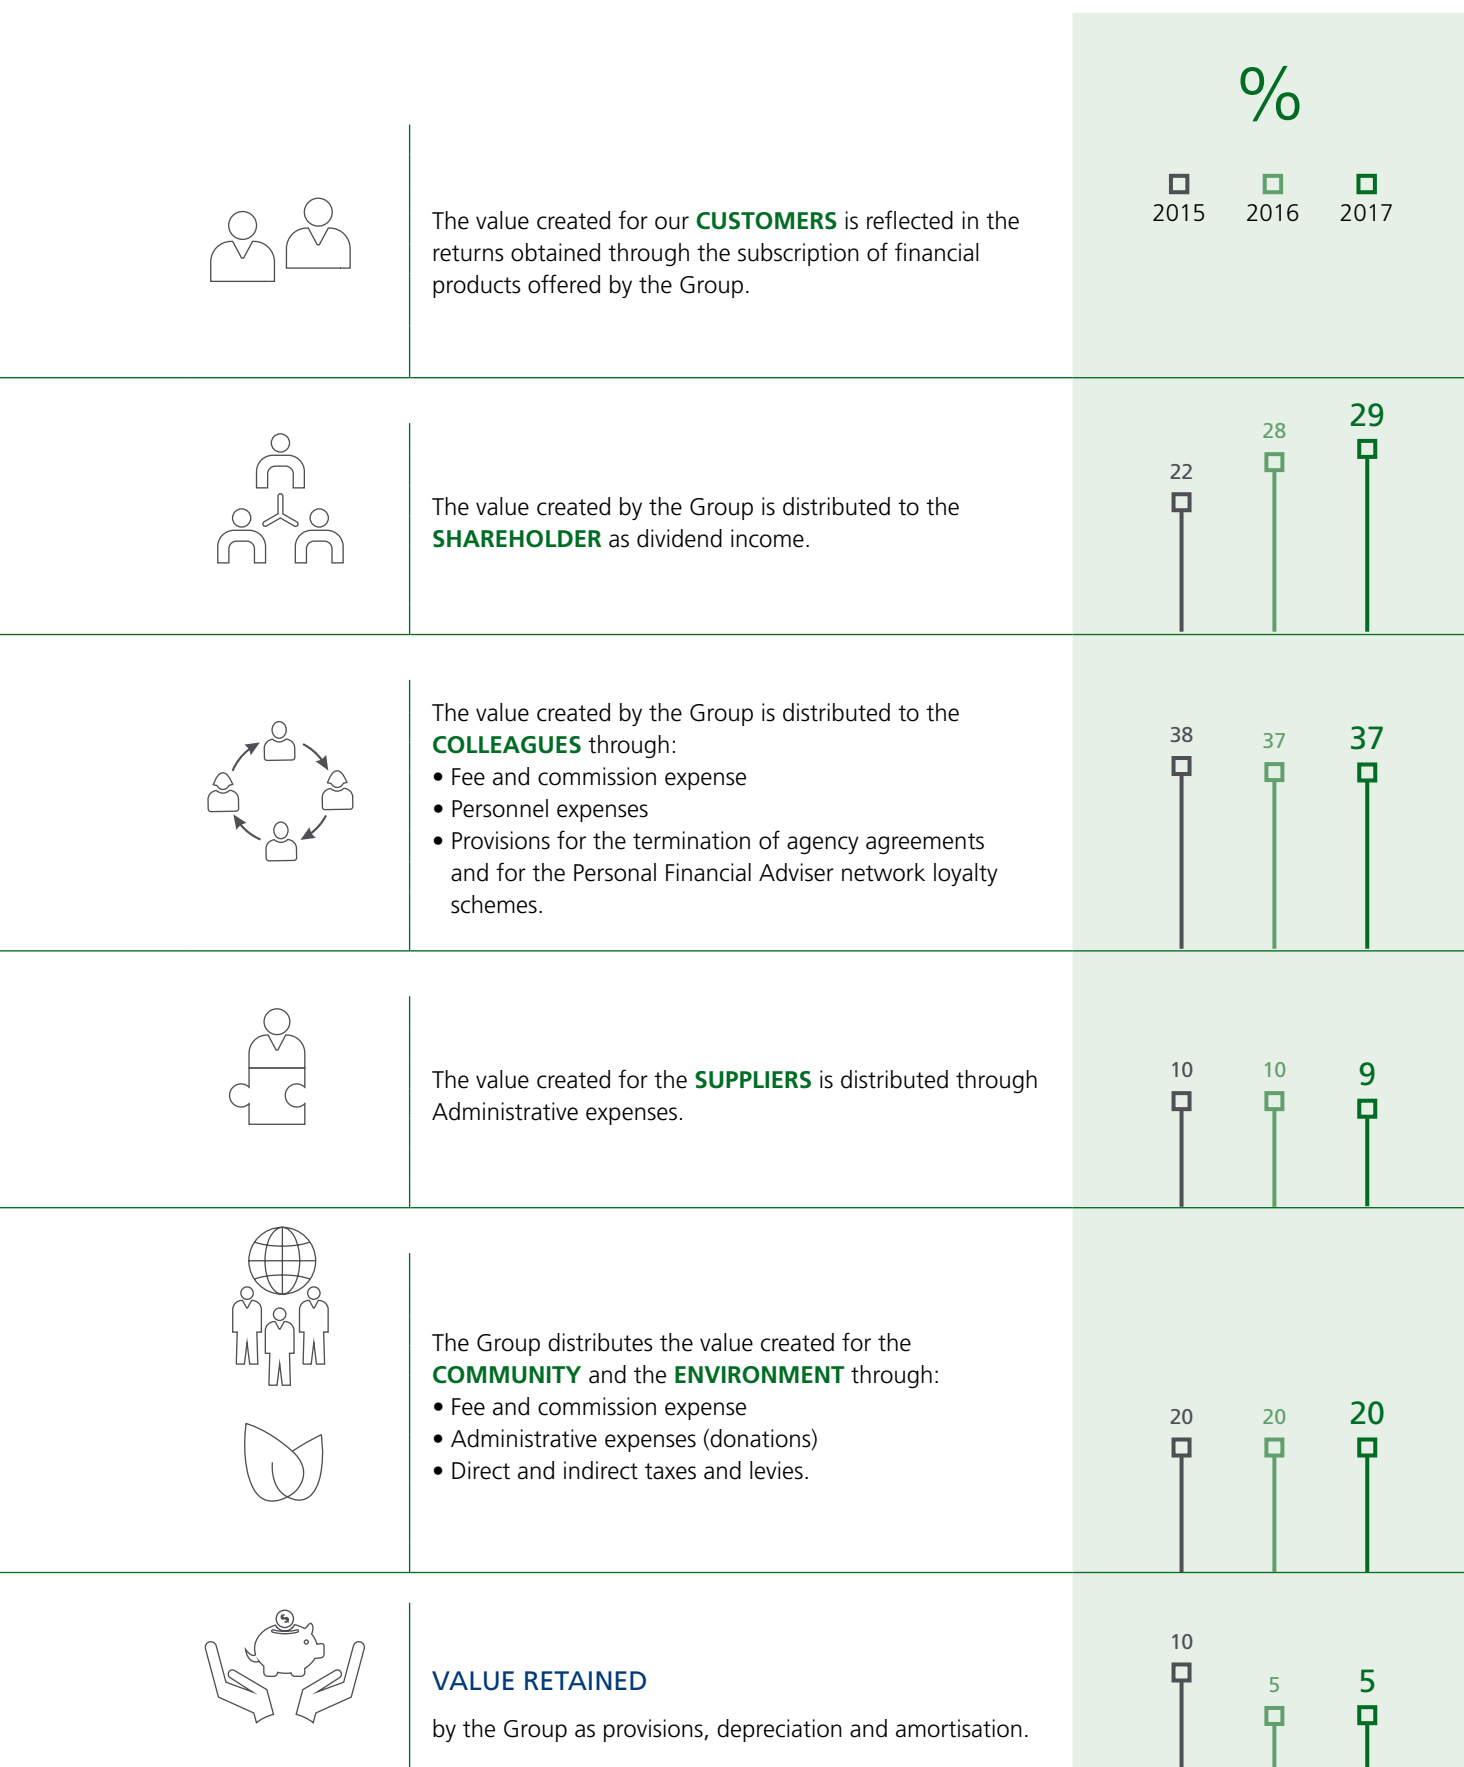 %
2015 2016 2017
The value created for our CUSTOMERS is reflected in the
returns obtained through the subscription of financial
products offered by the Group.
22 28 29
The value created by the Group is distributed to the
SHAREHOLDER as dividend income.
38 37 37
The value created by the Group is distributed to the
COLLEAGUES through:
• Fee and commission expense
• Personnel expenses
• Provisions for the termination of agency agreements
and for the Personal Financial Adviser network loyalty
schemes.
10 10 9
The value created for the SUPPLIERS is distributed through
Administrative expenses.
The Group distributes the value created for the
COMMUNITY and the ENVIRONMENT through:
• Fee and commission expense
• Administrative expenses (donations)
• Direct and indirect taxes and levies.
20 20 20
10 5 5
VALUE RETAINED
by the Group as provisions, depreciation and amortisation.